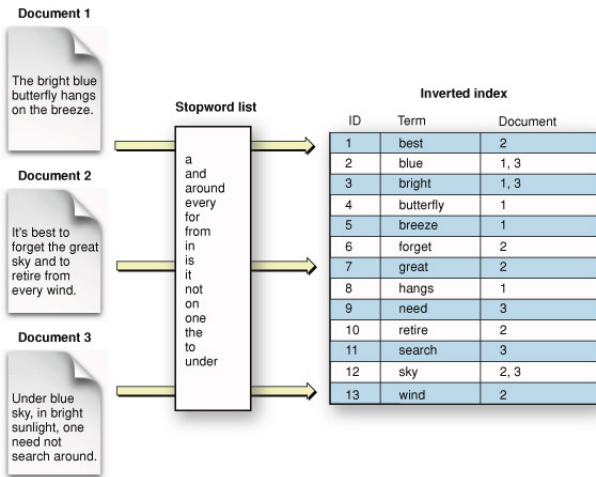 Document 1
The bright blue
butterfly hangs
on the breeze.
Document 2
It's best to
forget the great
sky and to
retire from
every wind.
Document 3
Under blue
sky, in bright
sunlight, one
need not
search around.
Stopword list
a
and
around
every
for
from
in
is
it
not
on
one
the
to
under
Inverted index
ID Term Document
1 best 2
2 blue 1, 3
3 bright 1, 3
4 butterfly 1
5 breeze 1
6 forget 2
7 great 2
8 hangs 1
9 need 3
10 retire 2
11 search 3
12 sky 2, 3
13 wind 2